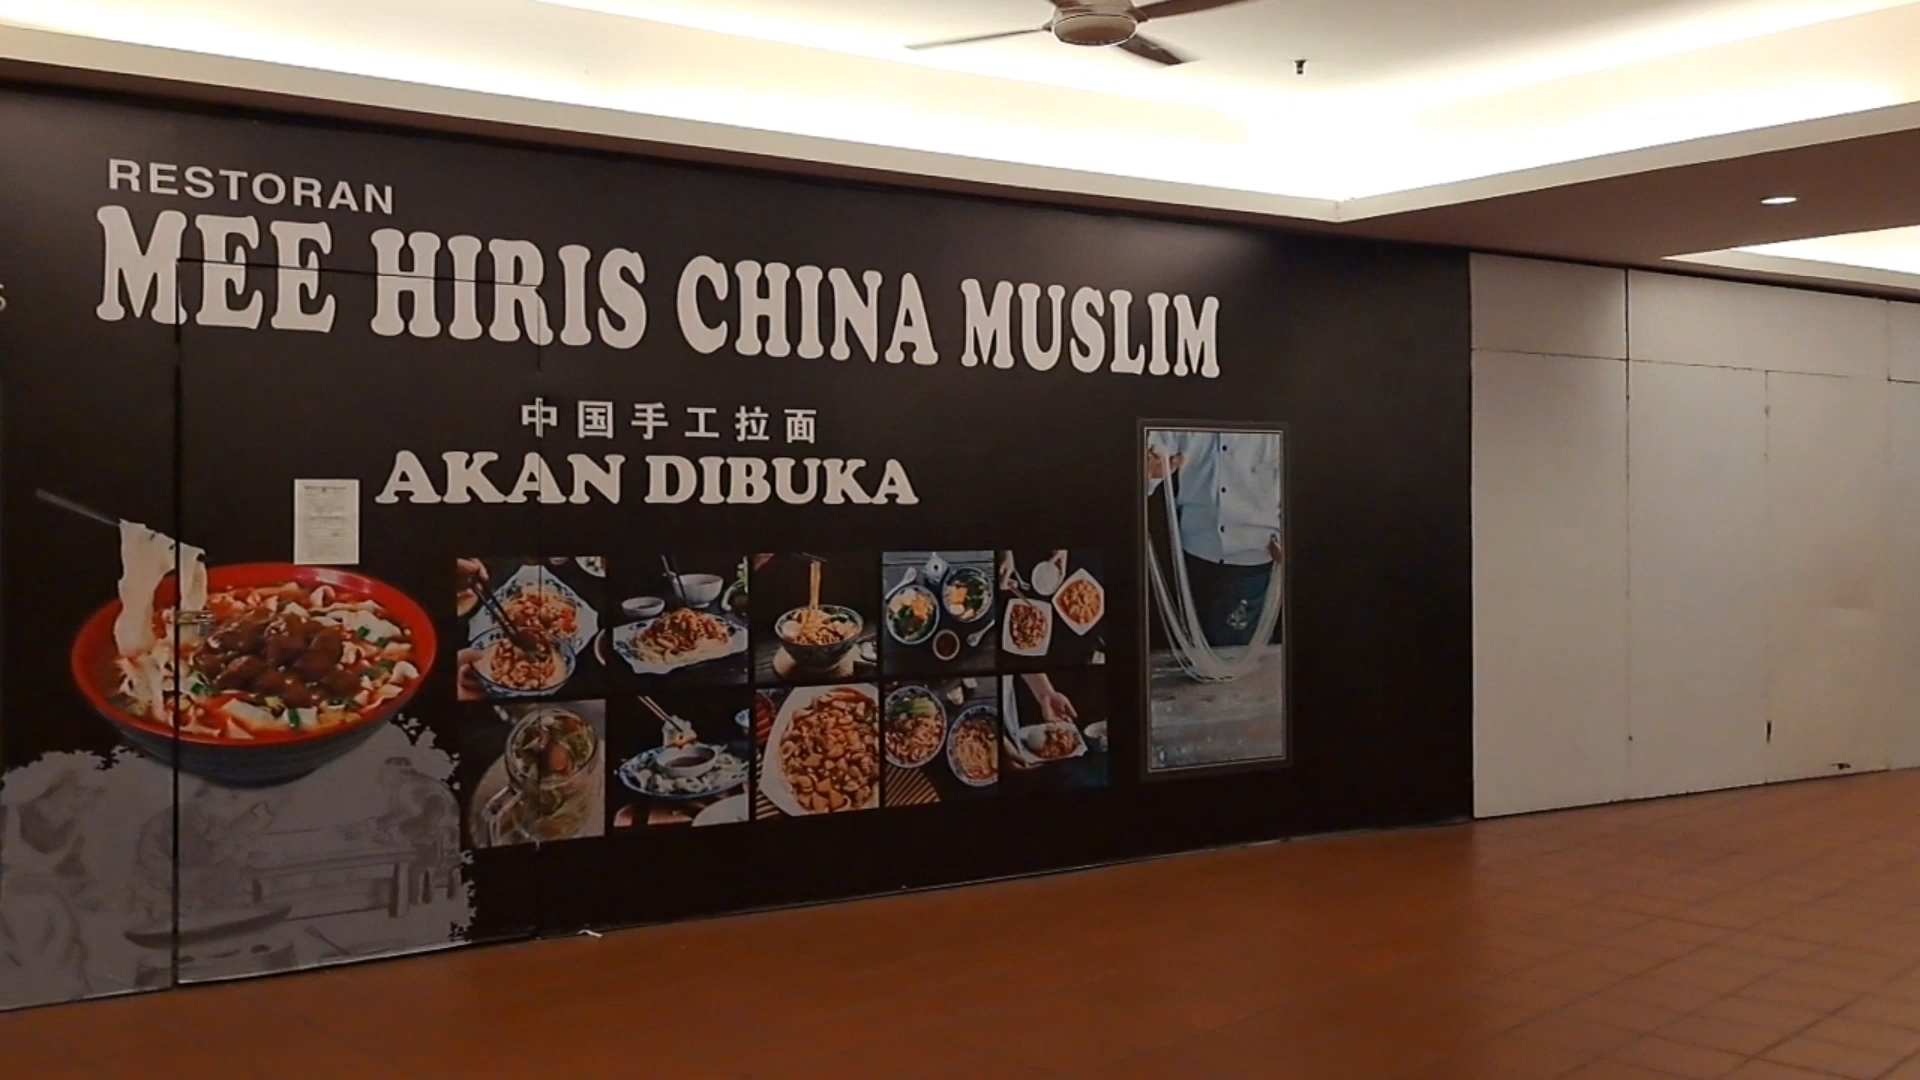 RESTORAN
MEE HIRIS CHINA MUSLIM
中国手工拉面
AKAN DIBUKA